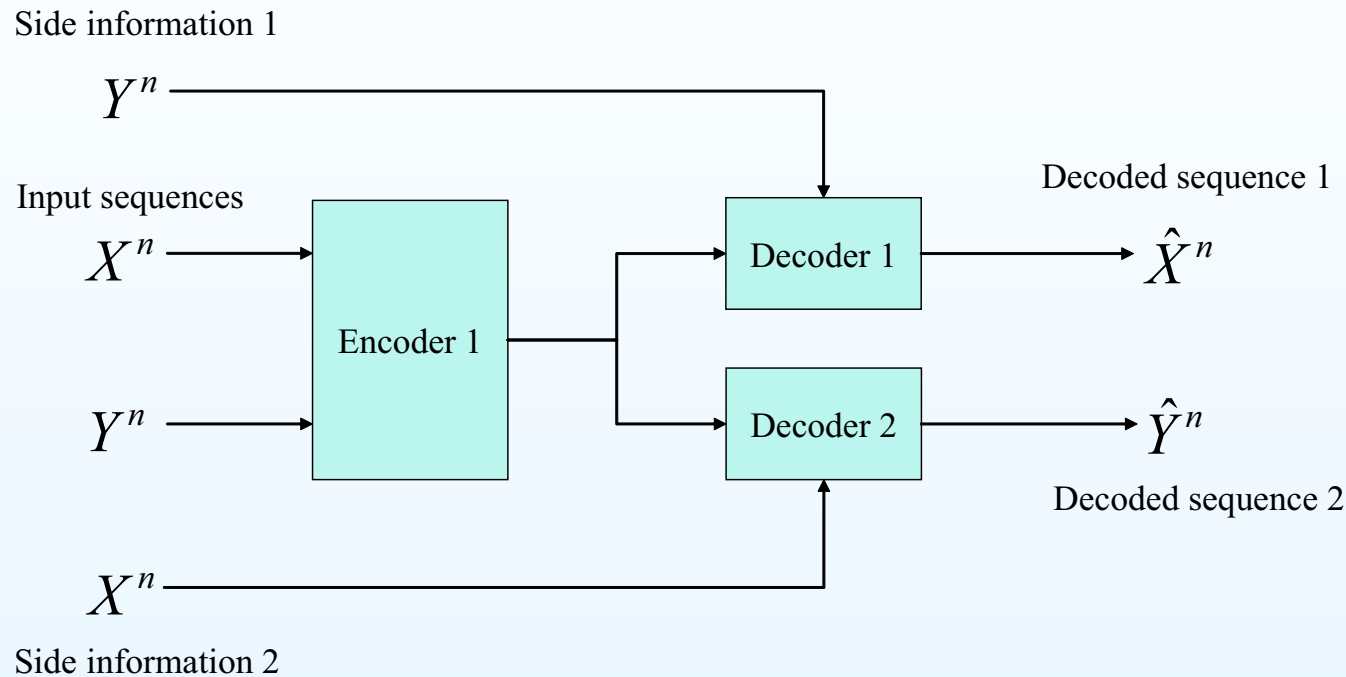 Side information 1
Yⁿ
Input sequences
Decoded sequence 1
Xⁿ
Decoder 1
X̂ⁿ
Encoder 1
Yⁿ
Decoder 2
Ŷⁿ
Decoded sequence 2
Xⁿ
Side information 2